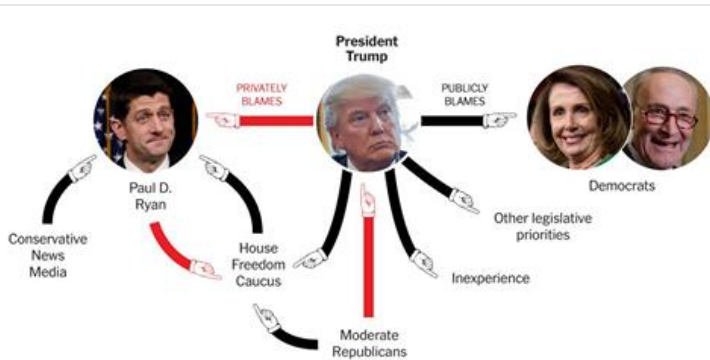 President
Trump
PRIVATELY
BLAMES
PUBLICLY
BLAMES
Paul D.
Ryan
Democrats
Conservative
News
Media
House
Freedom
Caucus
Other legislative
priorities
Inexperience
Moderate
Republicans